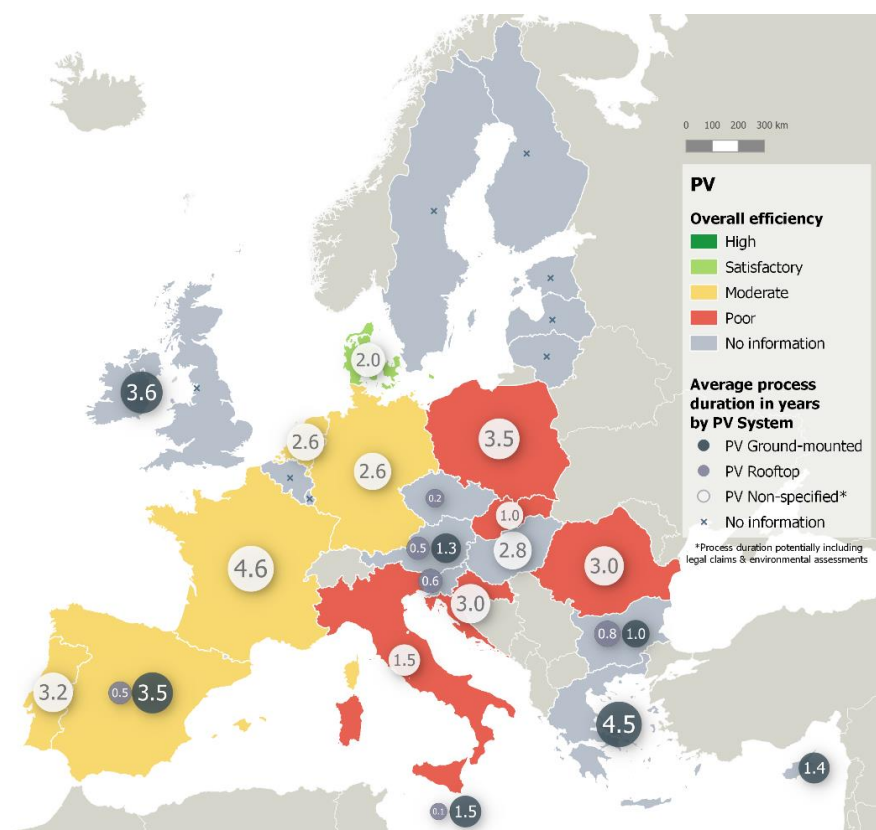 0 100 200 300 km
PV
Overall efficiency
High
Satisfactory
Moderate
Poor
No information
Average process
duration in years
by PV System
PV Ground-mounted
PV Rooftop
PV Non-specified*
× No information
*Process duration potentially including
legal claims & environmental assessments
2.0
3.6
2.6
3.5
2.6
0.2
1.0
0.5 1.3
2.8
4.6
3.0
0.6
3.0
0.8 1.0
1.5
3.2
0.5 3.5
4.5
1.4
0.1 1.5